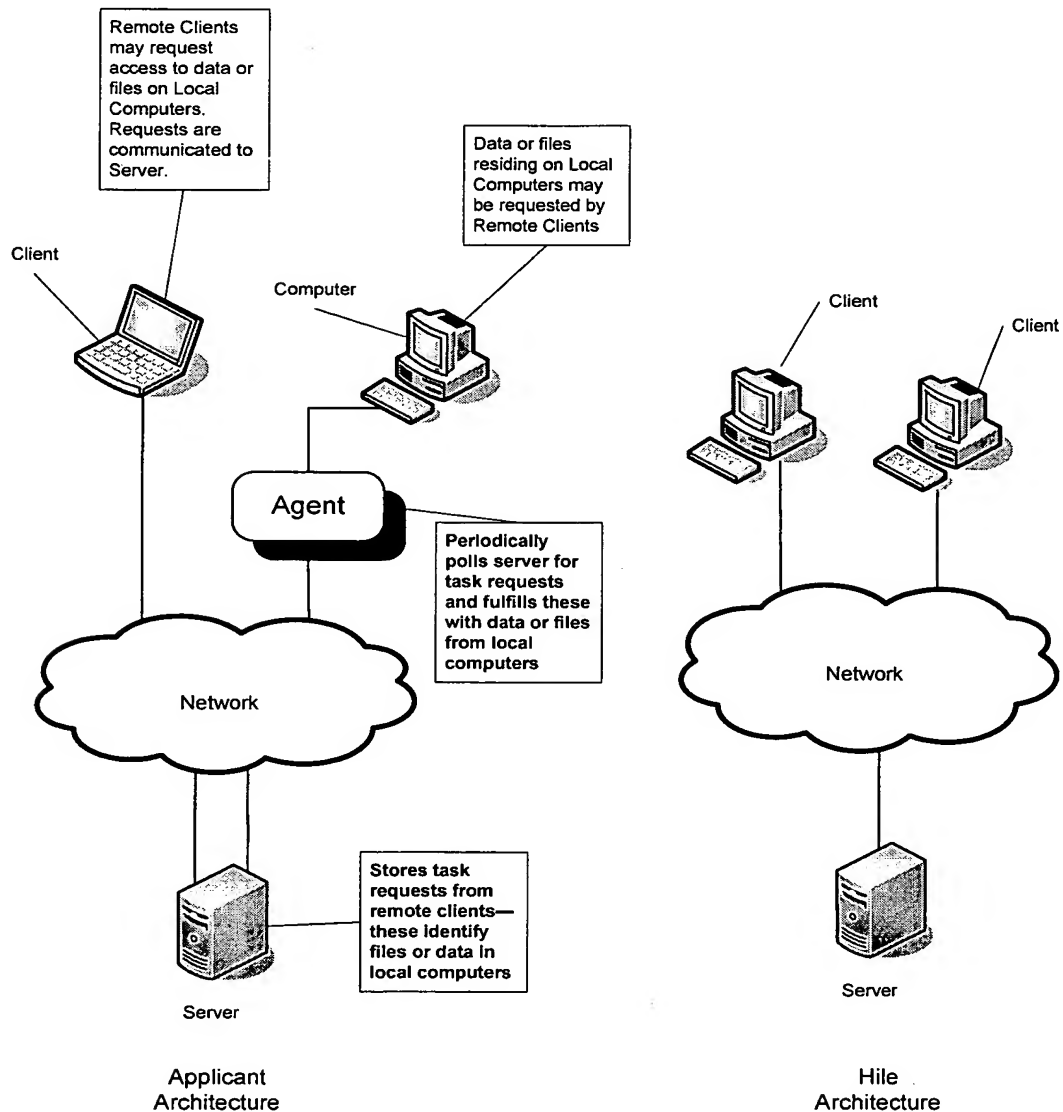 Remote Clients
may request
access to data or
files on Local
Computers.
Requests are
communicated to
Server.
Data or files
residing on Local
Computers may
be requested by
Remote Clients
Client
Computer
Client
Client
Agent
Periodically
polls server for
task requests
and fulfills these
with data or files
from local
computers
Network
Network
Stores task
requests from
remote clients—
these identify
files or data in
local computers
Server
Server
Applicant
Architecture
Hile
Architecture